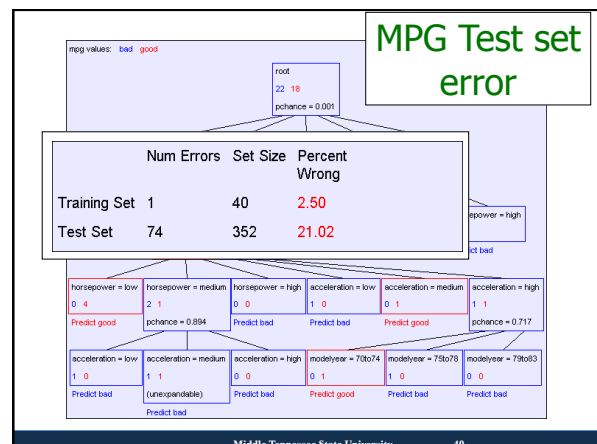 MPG Test set
error
mpg values: bad good
root
22 18
pchance = 0.001
Num Errors Set Size Percent
Wrong
Training Set 1 40 2.50
Test Set 74 352 21.02
epower = high
ict bad
horsepower = low horsepower = medium horsepower = high acceleration = low acceleration = medium acceleration = high
0 4 2 1 0 0 1 0 0 1 1 1
Predict good pchance = 0.894 Predict bad Predict bad Predict good pchance = 0.717
acceleration = low acceleration = medium acceleration = high modelyear = 70to74 modelyear = 75to78 modelyear = 79to83
1 0 1 1 0 0 0 1 1 0 0 0
Predict bad (unexpandable) Predict bad Predict good Predict bad Predict bad
Predict bad
Middle Tennessee State University 40